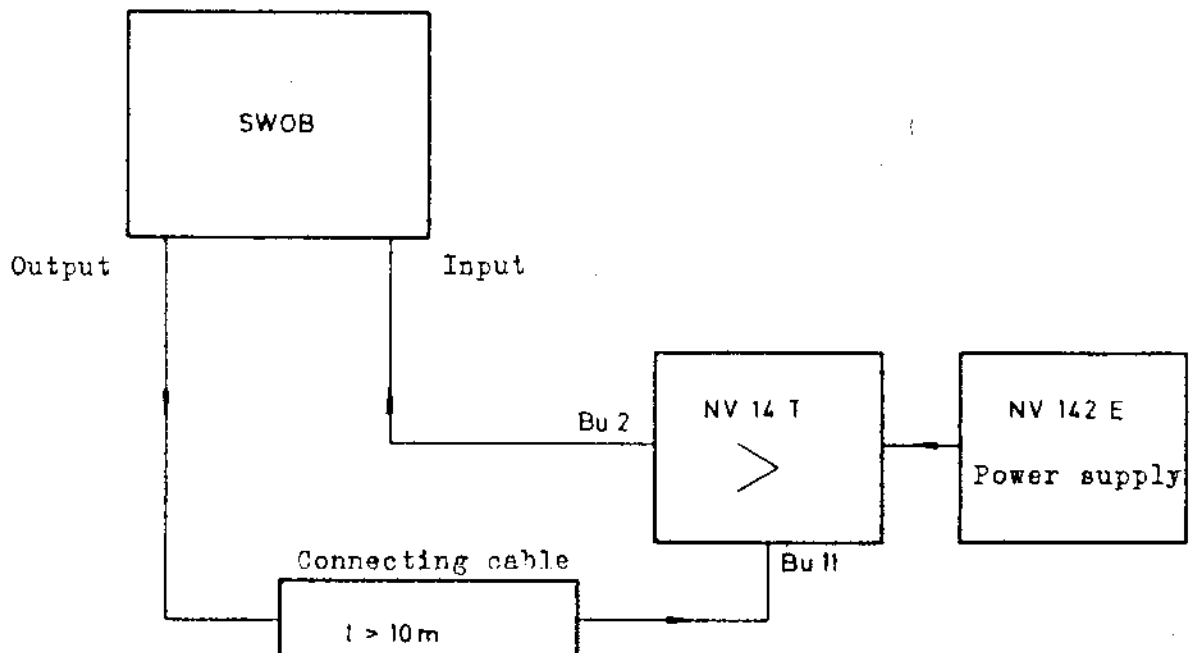 SWOB
Output
Input
Bu 2
NV 14 T
NV 142 E
Power supply
Connecting cable
Bu 11
l > 10 m